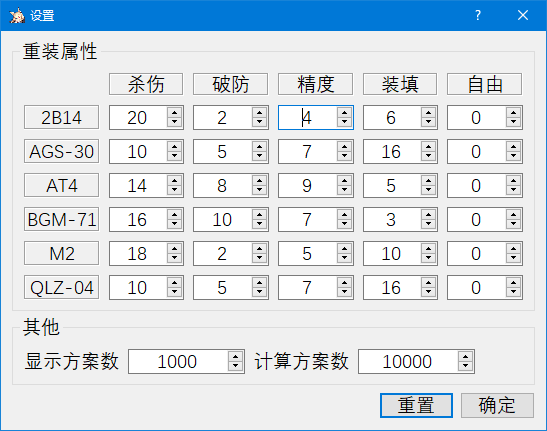 设置
重装属性
杀伤 破防 精度 装填 自由
2B14 20 2 4 6 0
AGS-30 10 5 7 16 0
AT4 14 8 9 5 0
BGM-71 16 10 7 3 0
M2 18 2 5 10 0
QLZ-04 10 5 7 16 0
其他
显示方案数 1000 计算方案数 10000
重置 确定